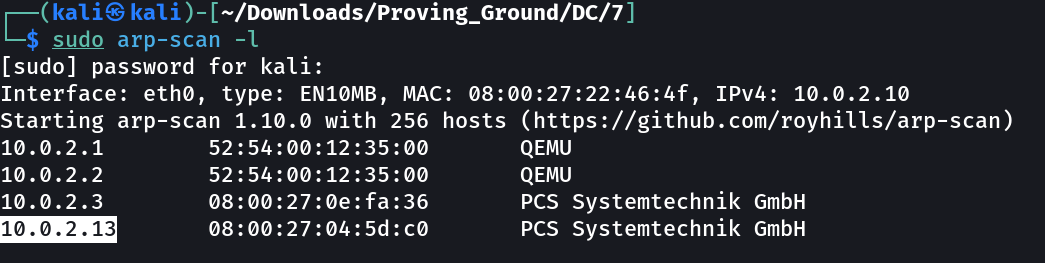 ┌──(kali㉿kali)-[~/Downloads/Proving_Ground/DC/7]
└─$ sudo arp-scan -l
[sudo] password for kali:
Interface: eth0, type: EN10MB, MAC: 08:00:27:22:46:4f, IPv4: 10.0.2.10
Starting arp-scan 1.10.0 with 256 hosts (https://github.com/royhills/arp-scan)
10.0.2.1        52:54:00:12:35:00       QEMU
10.0.2.2        52:54:00:12:35:00       QEMU
10.0.2.3        08:00:27:0e:fa:36       PCS Systemtechnik GmbH
10.0.2.13       08:00:27:04:5d:c0       PCS Systemtechnik GmbH